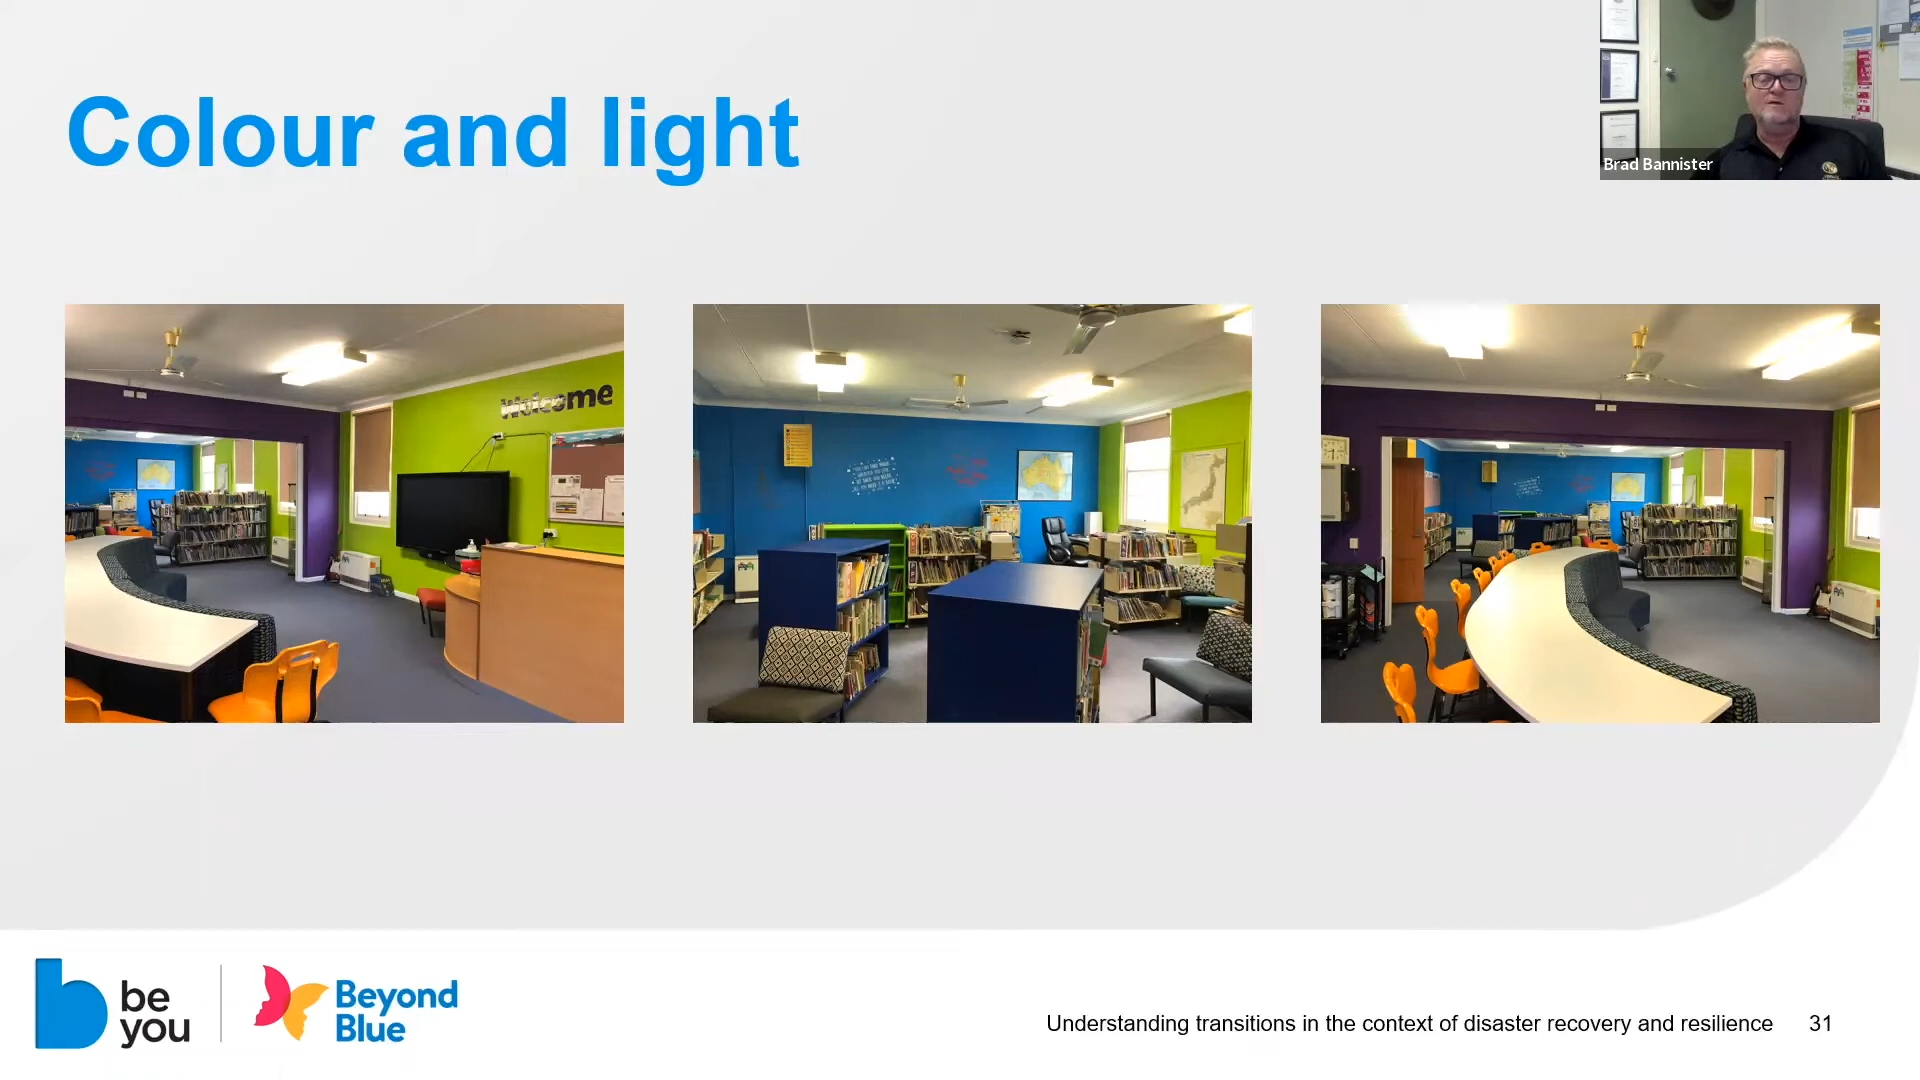 Colour and light
Brad Bannister
Welcome
be
you
Beyond
Blue
Understanding transitions in the context of disaster recovery and resilience 31